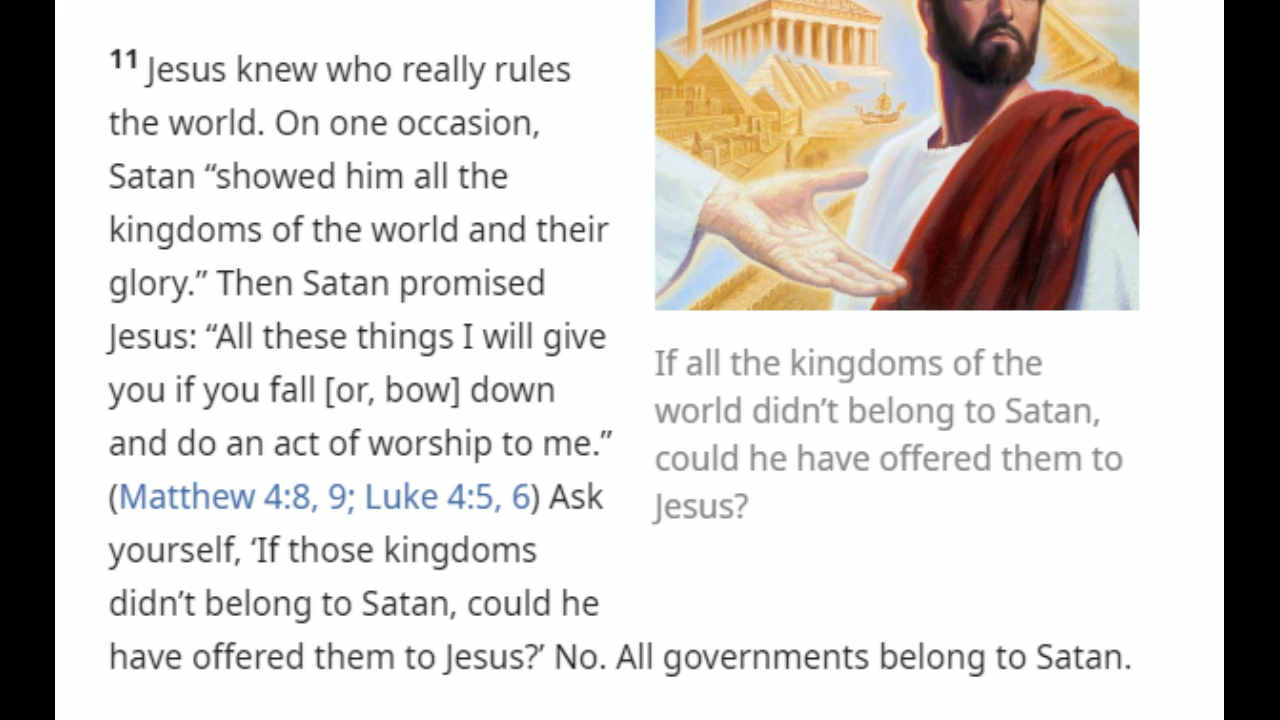 11 Jesus knew who really rules
the world. On one occasion,
Satan “showed him all the
kingdoms of the world and their
glory.” Then Satan promised
Jesus: “All these things I will give
you if you fall [or, bow] down
and do an act of worship to me.”
(Matthew 4:8, 9; Luke 4:5, 6) Ask
yourself, ‘If those kingdoms
didn’t belong to Satan, could he
have offered them to Jesus?’ No. All governments belong to Satan.
If all the kingdoms of the
world didn’t belong to Satan,
could he have offered them to
Jesus?